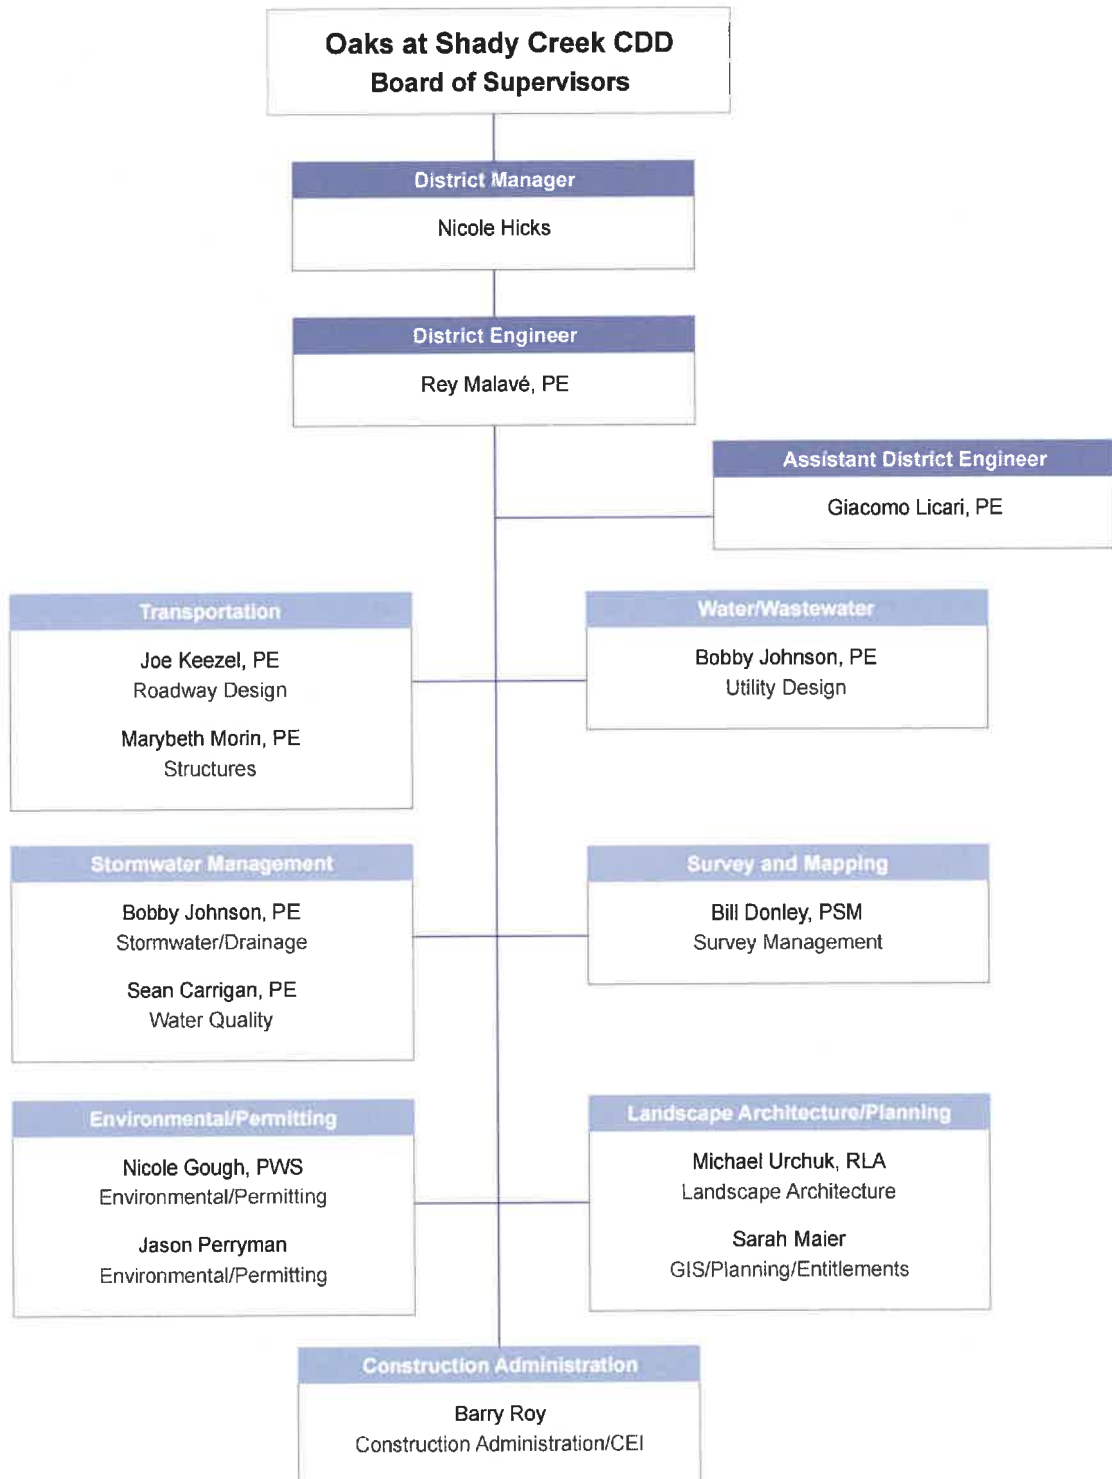 Oaks at Shady Creek CDD
Board of Supervisors
District Manager
Nicole Hicks
District Engineer
Rey Malavé, PE
Assistant District Engineer
Giacomo Licari, PE
Transportation
Joe Keezel, PE
Roadway Design
Marybeth Morin, PE
Structures
Water/Wastewater
Bobby Johnson, PE
Utility Design
Stormwater Management
Bobby Johnson, PE
Stormwater/Drainage
Sean Carrigan, PE
Water Quality
Survey and Mapping
Bill Donley, PSM
Survey Management
Environmental/Permitting
Nicole Gough, PWS
Environmental/Permitting
Jason Perryman
Environmental/Permitting
Landscape Architecture/Planning
Michael Urchuk, RLA
Landscape Architecture
Sarah Maier
GIS/Planning/Entitlements
Construction Administration
Barry Roy
Construction Administration/CEI